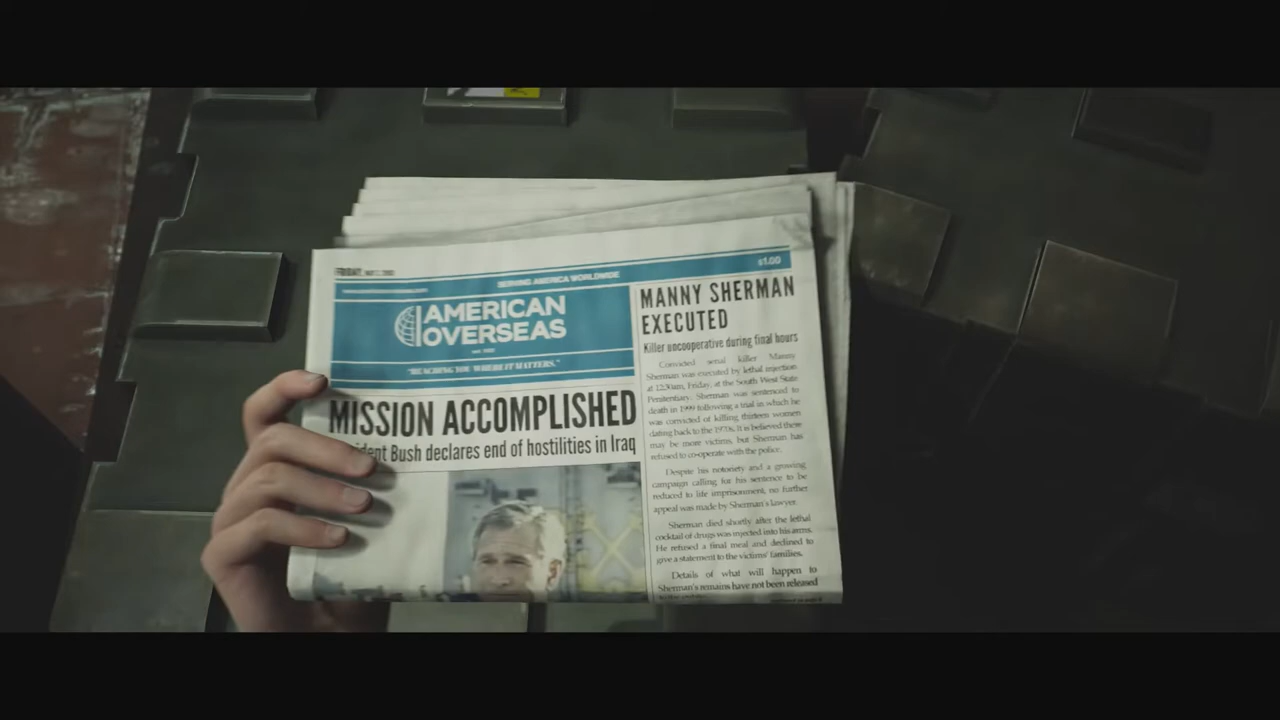 FRIDAY, MAY 2, 2003
SERVING AMERICA WORLDWIDE
$1.00
AMERICAN
OVERSEAS
"REACHING YOU WHERE IT MATTERS."
MISSION ACCOMPLISHED
ident Bush declares end of hostilities in Iraq
MANNY SHERMAN
EXECUTED
Killer uncooperative during final hours
Convicted serial killer Manny
Sherman was executed by lethal injection
at 12:30am, Friday, at the South West State
Penitentiary. Sherman was sentenced to
death in 1999 following a trial in which he
was convicted of killing thirteen women
dating back to the 1970s. It is believed there
may be more victims, but Sherman has
refused to co-operate with the police.
Despite his notoriety and a growing
campaign calling for his sentence to be
reduced to life imprisonment, no further
appeal was made by Sherman's lawyer.
Sherman died shortly after the lethal
cocktail of drugs was injected into his arms.
He refused a final meal and declined to
give a statement to the victims' families.
Details of what will happen to
Sherman's remains have not been released